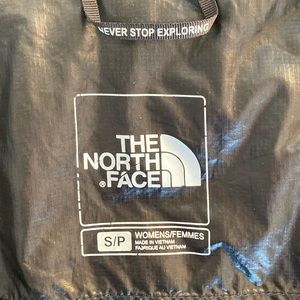 NEVER STOP EXPLORING
THE
NORTH
®FACE
S/P
WOMENS/FEMMES
MADE IN VIETNAM
FABRIQUÉ AU VIETNAM